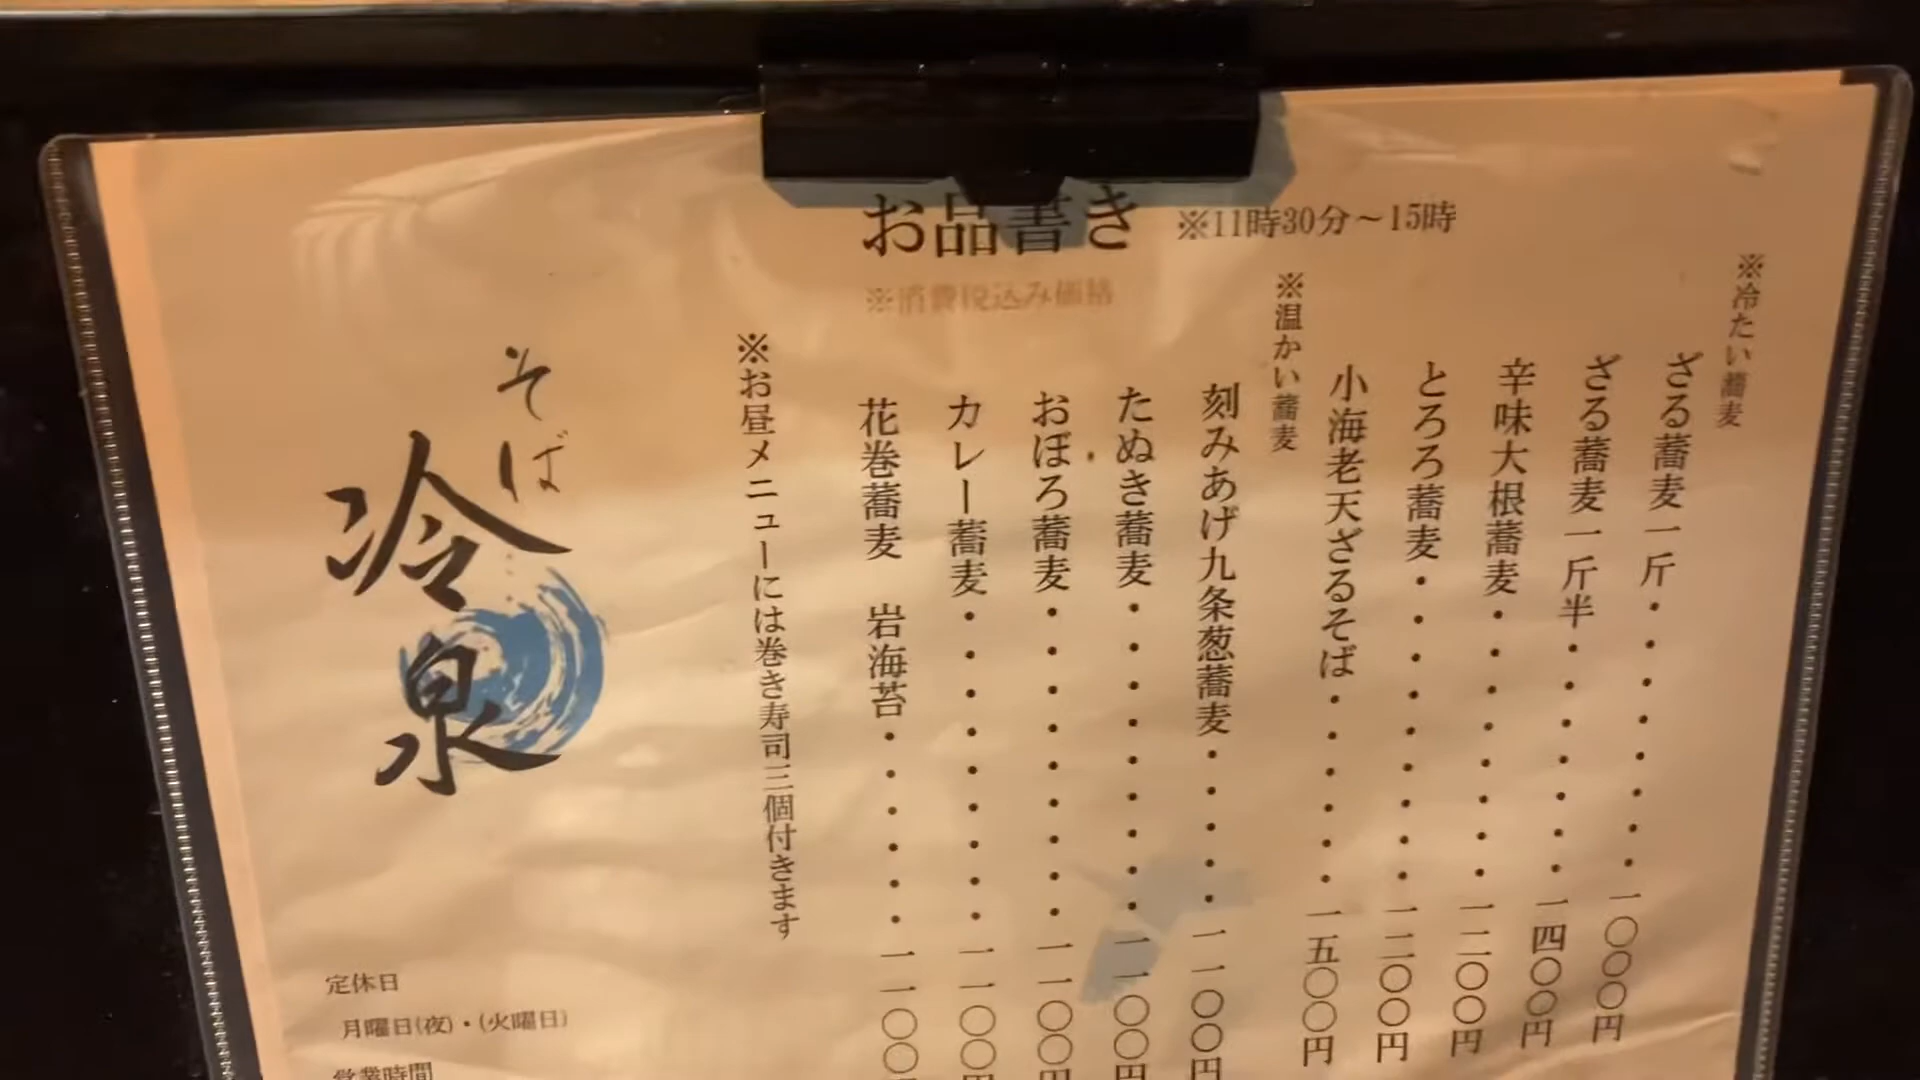 お品書き ※11時30分～15時
※消費税込み価格
※冷たい蕎麦
ざる蕎麦一斤・・・・・・・・一〇〇〇円
ざる蕎麦一斤半・・・・・・・一四〇〇円
辛味大根蕎麦・・・・・・・・一二〇〇円
とろろ蕎麦・・・・・・・・・一二〇〇円
小海老天ざるそば・・・・・・一五〇〇円
※温かい蕎麦
刻みあげ九条葱蕎麦・・・・・一一〇〇円
たぬき蕎麦・・・・・・・・・一一〇〇円
おぼろ蕎麦・・・・・・・・・一一〇〇円
カレー蕎麦・・・・・・・・・一一〇〇円
花巻蕎麦 岩海苔・・・・・・一一〇〇
※お昼メニューには巻き寿司三個付きます
そば
冷泉
定休日
月曜日(夜)・(火曜日)
営業時間